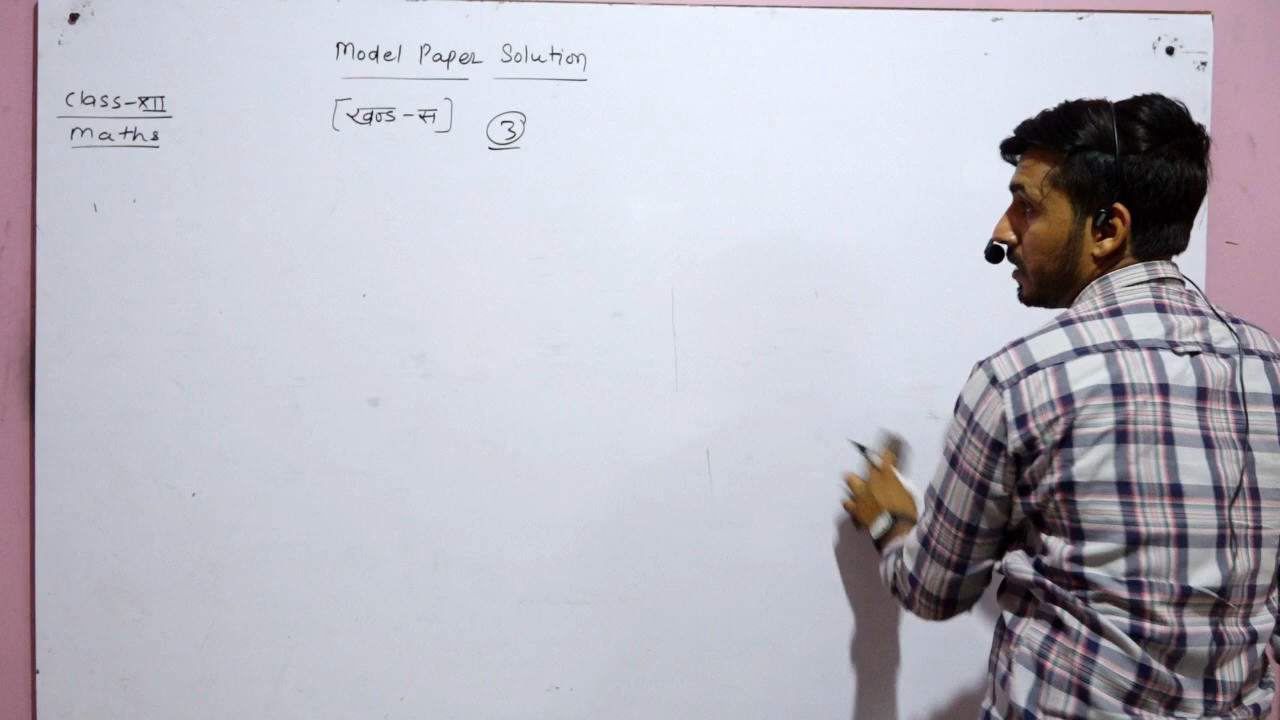 Model Paper Solution
Class-XII
Maths
[खण्ड-स] 3